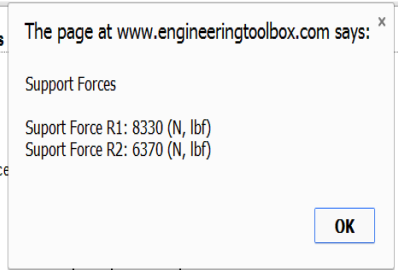 s
The page at www.engineeringtoolbox.com says:
x
Support Forces
Suport Force R1: 8330 (N, lbf)
Suport Force R2: 6370 (N, lbf)
ce
OK